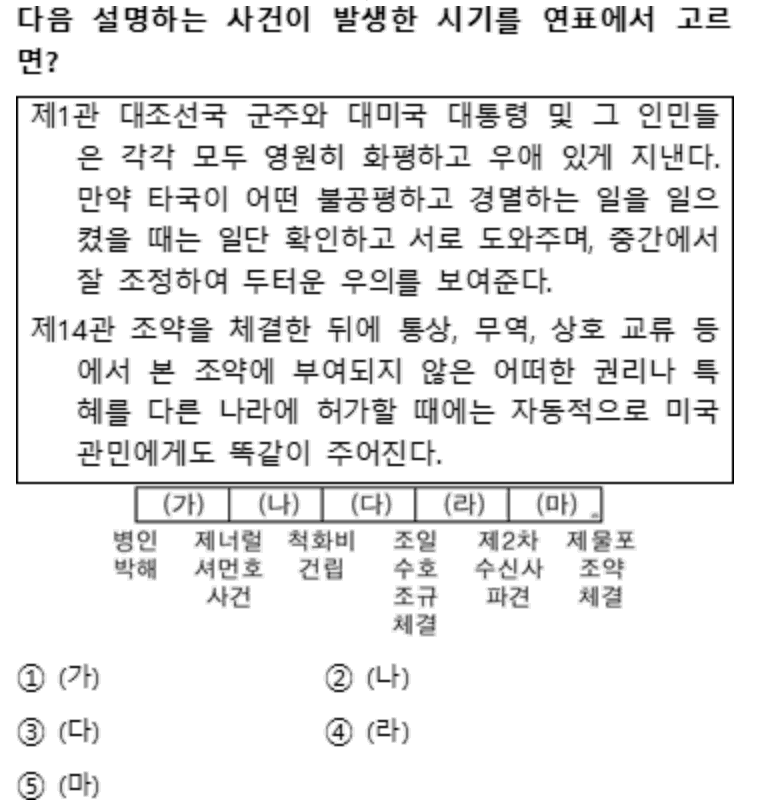 다음 설명하는 사건이 발생한 시기를 연표에서 고르
면?
제1관 대조선국 군주와 대미국 대통령 및 그 인민들
은 각각 모두 영원히 화평하고 우애 있게 지낸다.
만약 타국이 어떤 불공평하고 경멸하는 일을 일으
켰을 때는 일단 확인하고 서로 도와주며, 중간에서
잘 조정하여 두터운 우의를 보여준다.
제14관 조약을 체결한 뒤에 통상, 무역, 상호 교류 등
에서 본 조약에 부여되지 않은 어떠한 권리나 특
혜를 다른 나라에 허가할 때에는 자동적으로 미국
관민에게도 똑같이 주어진다.
(가) (나) (다) (라) (마)
병인 제너럴 척화비 조일 제2차 제물포
박해 셔먼호 건립 수호 수신사 조약
사건 조규 파견 체결
체결
① (가) ② (나)
③ (다) ④ (라)
⑤ (마)